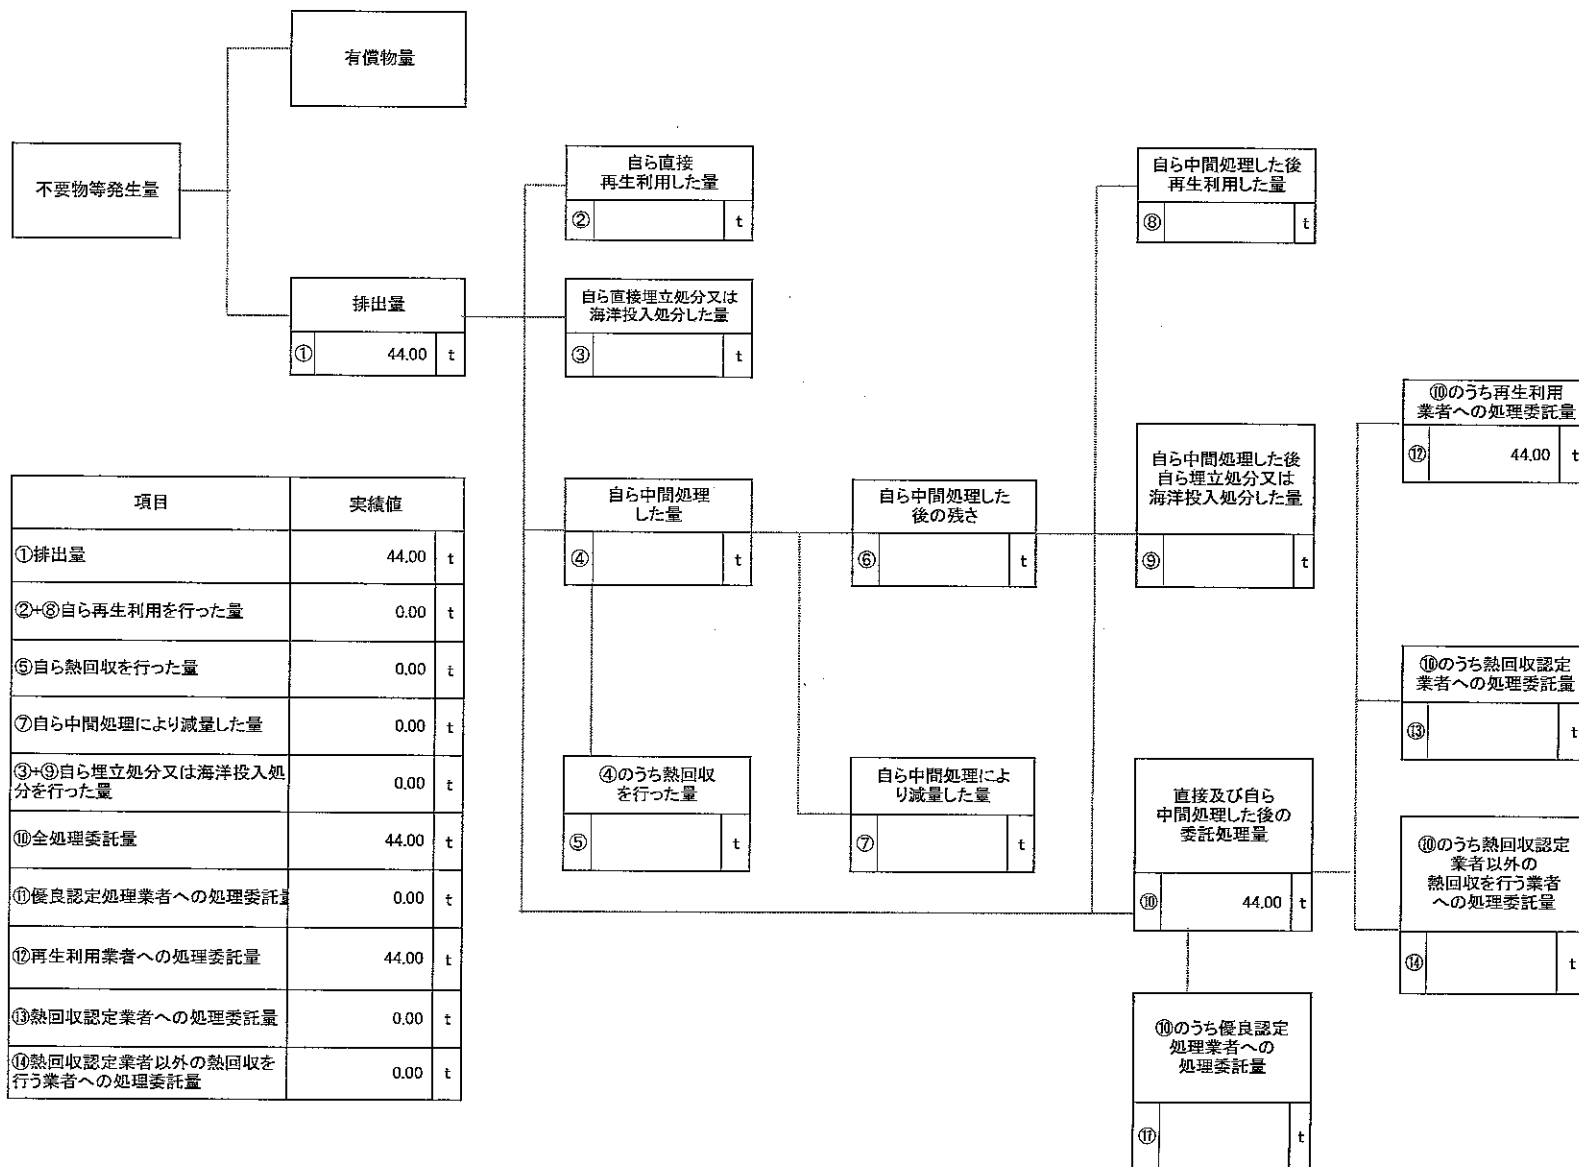 有償物量
不要物等発生量
排出量
① 44.00 t
自ら直接
再生利用した量
② t
自ら直接埋立処分又は
海洋投入処分した量
③ t
自ら中間処理
した量
④ t
④のうち熱回収
を行った量
⑤ t
自ら中間処理した
後の残さ
⑥ t
自ら中間処理によ
り減量した量
⑦ t
自ら中間処理した後
再生利用した量
⑧ t
自ら中間処理した後
自ら埋立処分又は
海洋投入処分した量
⑨ t
直接及び自ら
中間処理した後の
委託処理量
⑩ 44.00 t
⑩のうち優良認定
処理業者への
処理委託量
⑪ t
⑩のうち再生利用
業者への処理委託量
⑫ 44.00 t
⑩のうち熱回収認定
業者への処理委託量
⑬ t
⑩のうち熱回収認定
業者以外の
熱回収を行う業者
への処理委託量
⑭ t
項目 実績値
①排出量 44.00 t
②+⑧自ら再生利用を行った量 0.00 t
⑤自ら熱回収を行った量 0.00 t
⑦自ら中間処理により減量した量 0.00 t
③+⑨自ら埋立処分又は海洋投入処
分を行った量 0.00 t
⑩全処理委託量 44.00 t
⑪優良認定処理業者への処理委託量 0.00 t
⑫再生利用業者への処理委託量 44.00 t
⑬熱回収認定業者への処理委託量 0.00 t
⑭熱回収認定業者以外の熱回収を
行う業者への処理委託量 0.00 t